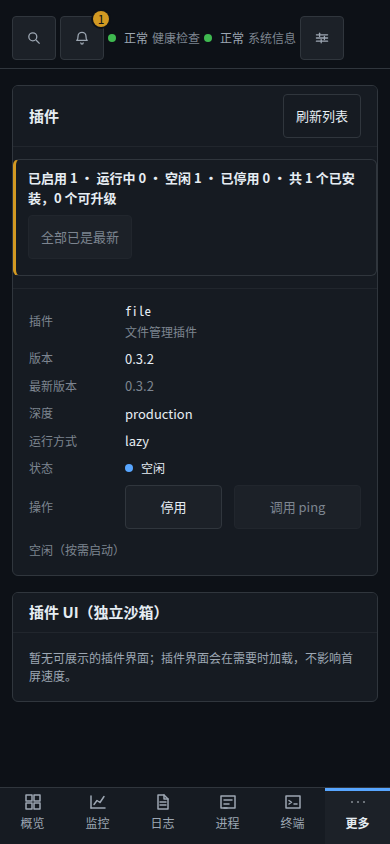 1
正常 健康检查 正常 系统信息
插件
刷新列表
已启用 1 · 运行中 0 · 空闲 1 · 已停用 0 · 共 1 个已安
装，0 个可升级
全部已是最新
插件
file
文件管理插件
版本
0.3.2
最新版本
0.3.2
深度
production
运行方式
lazy
状态
空闲
操作
停用
调用 ping
空闲（按需启动）
插件 UI（独立沙箱）
暂无可展示的插件界面；插件界面会在需要时加载，不影响首
屏速度。
概览
监控
日志
进程
终端
更多